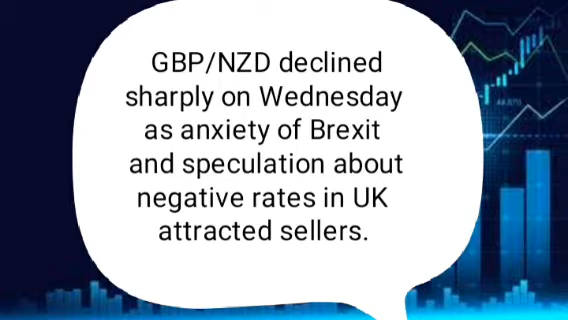 GBP/NZD declined
sharply on Wednesday
as anxiety of Brexit
and speculation about
negative rates in UK
attracted sellers.